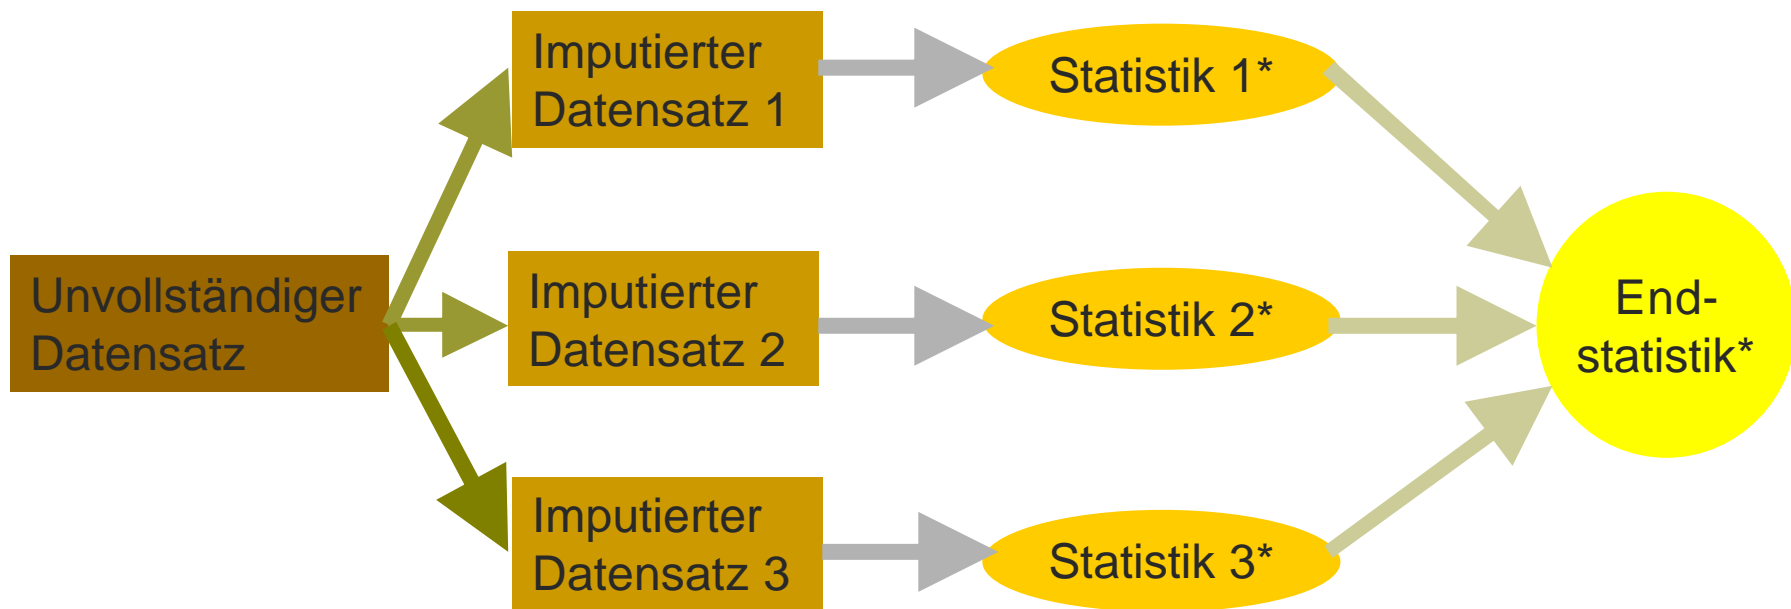 Imputierter
Datensatz 1
Statistik 1*
Unvollständiger
Datensatz
Imputierter
Datensatz 2
Statistik 2*
End-
statistik*
Imputierter
Datensatz 3
Statistik 3*